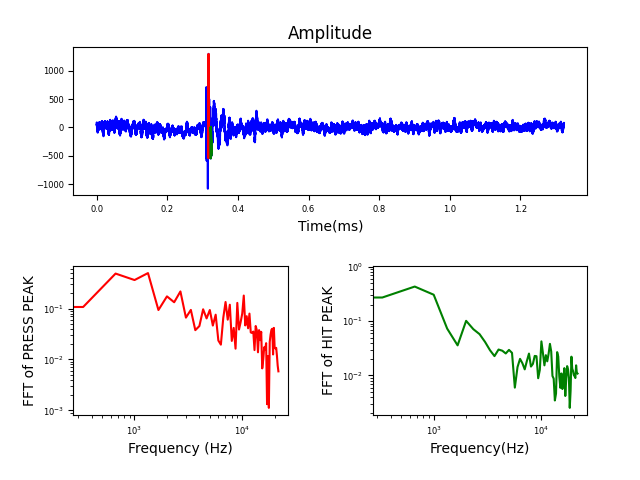 Amplitude
1000
500
0
−500
−1000
0.0 0.2 0.4 0.6 0.8 1.0 1.2
Time(ms)
FFT of PRESS PEAK
10⁻¹
10⁻²
10⁻³
10³ 10⁴
Frequency (Hz)
FFT of HIT PEAK
10⁰
10⁻¹
10⁻²
10³ 10⁴
Frequency(Hz)